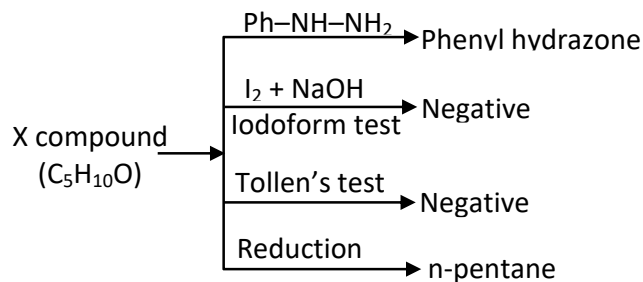 Ph–NH–NH₂
Phenyl hydrazone
I₂ + NaOH
Negative
Iodoform test
X compound
(C₅H₁₀O)
Tollen's test
Negative
Reduction
n-pentane